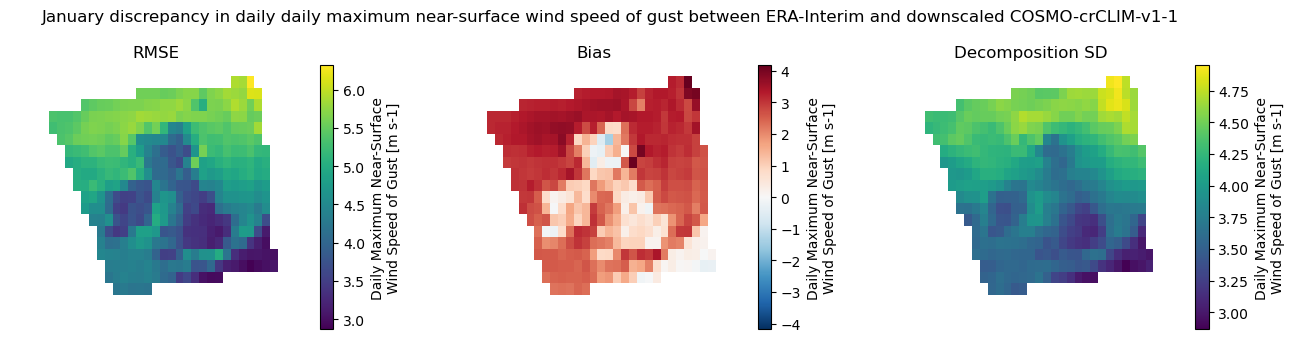 January discrepancy in daily daily maximum near-surface wind speed of gust between ERA-Interim and downscaled COSMO-crCLIM-v1-1
RMSE
6.0
5.5
5.0
4.5
4.0
3.5
3.0
Daily Maximum Near-Surface
Wind Speed of Gust [m s-1]
Bias
4
3
2
1
0
−1
−2
−3
−4
Daily Maximum Near-Surface
Wind Speed of Gust [m s-1]
Decomposition SD
4.75
4.50
4.25
4.00
3.75
3.50
3.25
3.00
Daily Maximum Near-Surface
Wind Speed of Gust [m s-1]